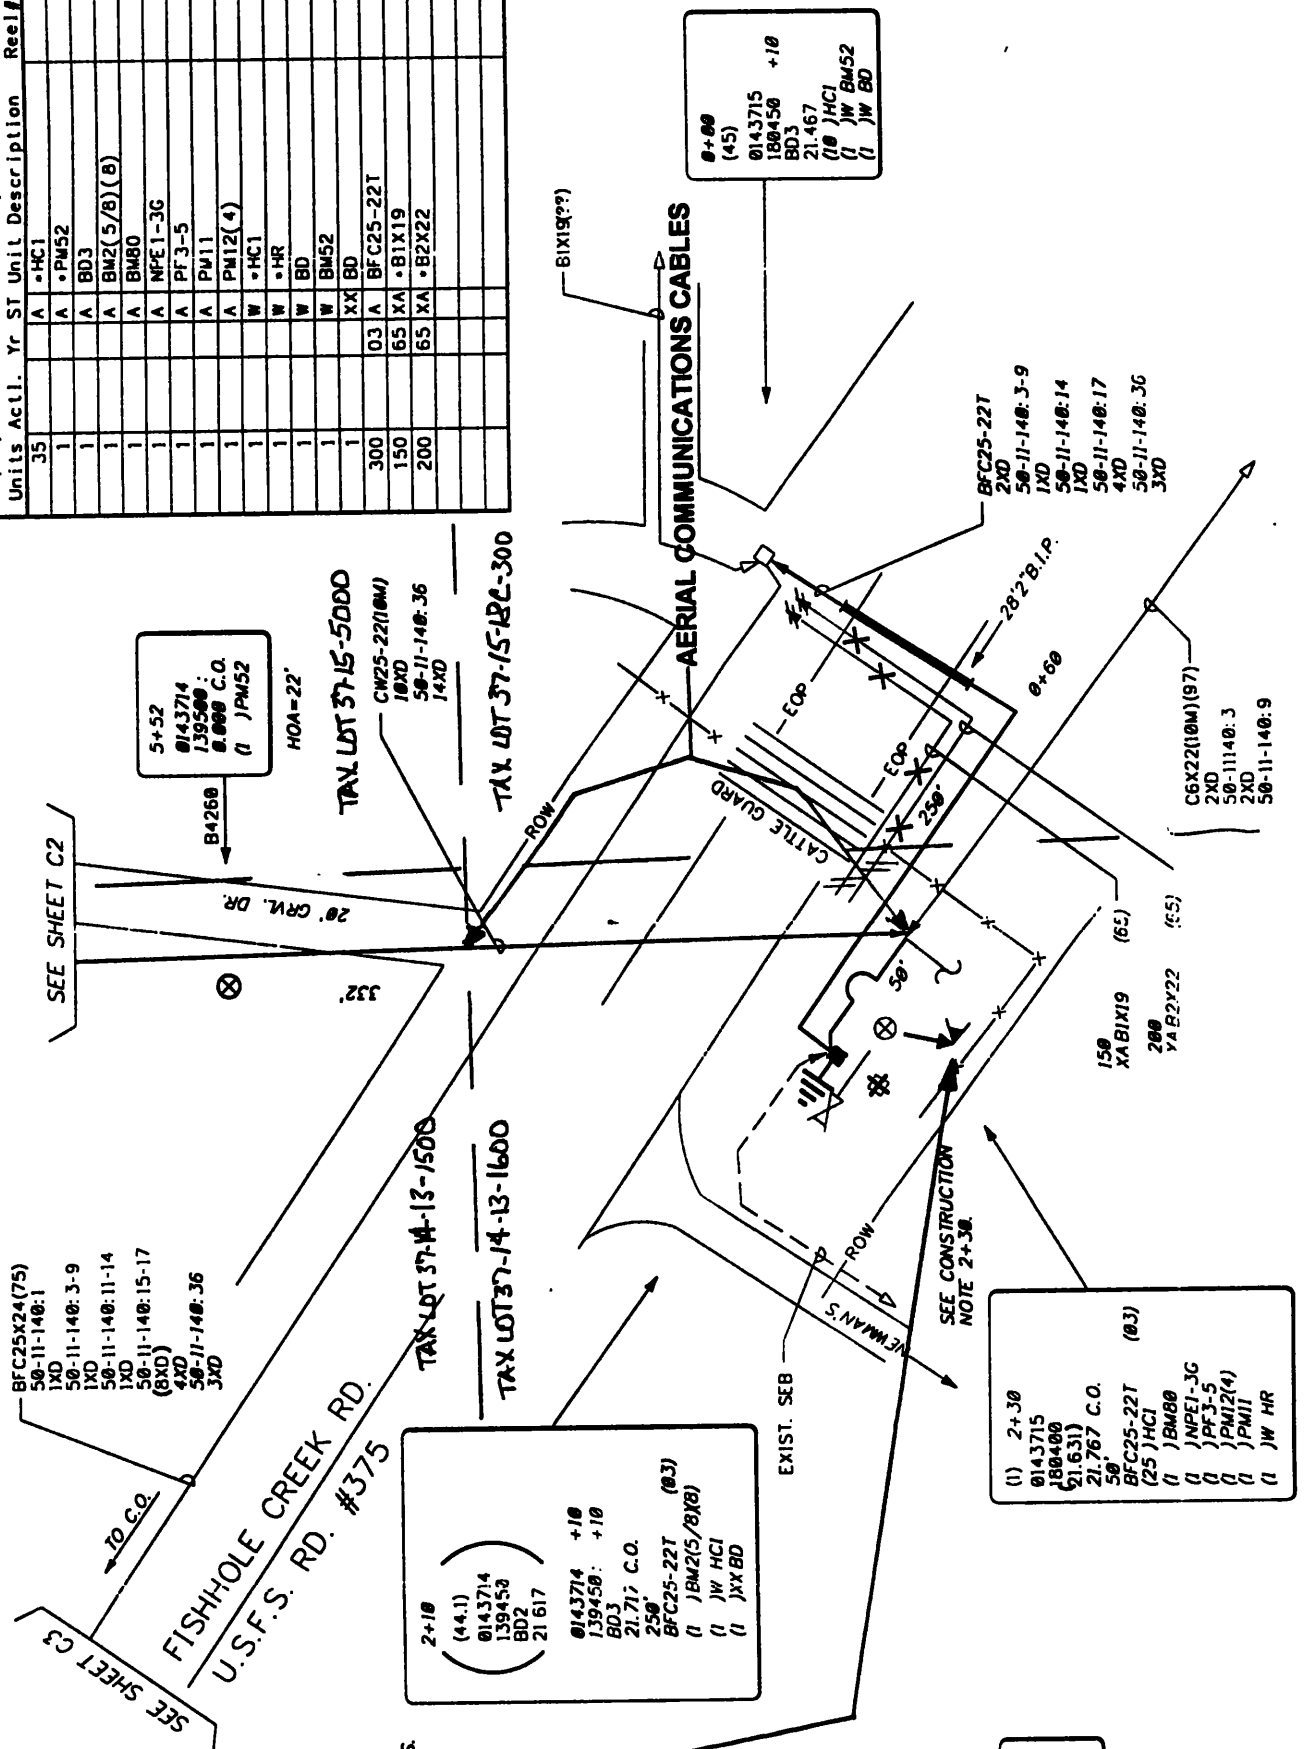 Units Actl. Yr ST Unit Description Reel#
35 A •HC1
1 A •PM52
1 A BD3
1 A BM2(5/8)(8)
1 A BM80
1 A NPE1-3G
1 A PF3-5
1 A PM11
1 A PM12(4)
1 W •HC1
1 W •HR
1 W BD
1 W BM52
1 XX BD
300 03 A BFC25-22T
150 65 XA •B1X19
200 65 XA •B2X22
SEE SHEET C2
B4260
5+52
0143714
139500 :
0.000 C.O.
(1 )PM52
HOA=22'
20' GRVL. DR.
332'
TAX LOT 37-15-5000
CW25-22(10M)
10XD
50-11-140: 36
14XD
TAX LOT 37-15-18C-300
B1X19(??)
AERIAL COMMUNICATIONS CABLES
0+00
(45)
0143715
180450 +10
BD3
21.467
(10 )HC1
(1 )W BM52
(1 )W BD
BFC25X24(75)
50-11-140:1
1XD
50-11-140: 3-9
1XD
50-11-140:11-14
1XD
50-11-140:15-17
(8XD)
4XD
50-11-140: 36
3XD
TO C.O.
SEE SHEET C3
FISHHOLE CREEK RD.
U.S.F.S. RD. #375
TAX LOT 37-14-13-1500
TAX LOT 37-14-13-1600
ROW
EOP
EOP
CATTLE GUARD
250'
50'
28'2"B.I.P.
0+60
BFC25-22T
2XD
50-11-140: 3-9
1XD
50-11-140:14
1XD
50-11-140:17
4XD
50-11-140: 36
3XD
C6X22(10M)(97)
2XD
50-11140: 3
2XD
50-11-140:9
150 (65)
XA B1X19
200 (65)
XA B2X22
2+10
(44.1)
0143714
139450
BD2
21 617
0143714 +10
139450: +10
BD3
21.717 C.O.
250'
BFC25-22T (03)
(1 )BM2(5/8)(8)
(1 )W HC1
(1 )XX BD
EXIST. SEB
NEWMAN'S
ROW
SEE CONSTRUCTION
NOTE 2+30.
(1) 2+30
0143715
180400
21.631)
21.767 C.O.
50'
BFC25-22T (03)
(25 )HC1
(1 )BM80
(1 )NPE1-3G
(1 )PF3-5
(1 )PM12(4)
(1 )PM11
(1 )W HR